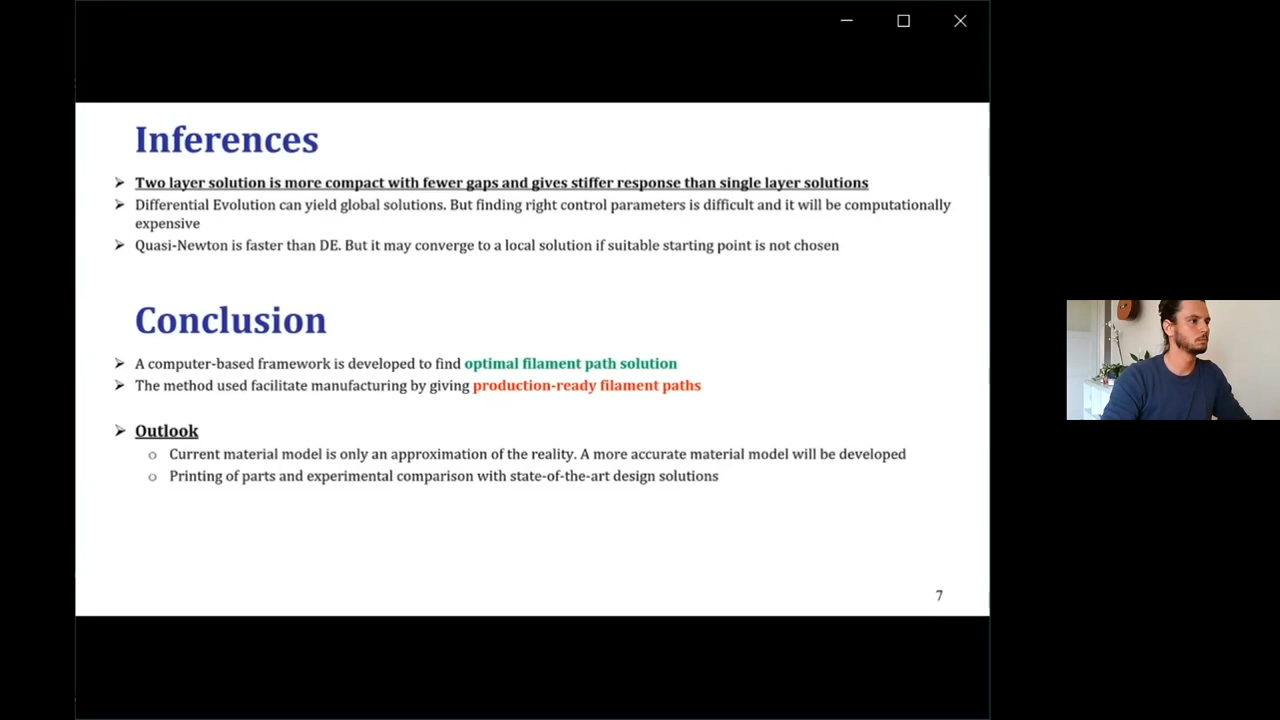 Inferences
➢ Two layer solution is more compact with fewer gaps and gives stiffer response than single layer solutions
➢ Differential Evolution can yield global solutions. But finding right control parameters is difficult and it will be computationally
expensive
➢ Quasi-Newton is faster than DE. But it may converge to a local solution if suitable starting point is not chosen
Conclusion
➢ A computer-based framework is developed to find optimal filament path solution
➢ The method used facilitate manufacturing by giving production-ready filament paths
➢ Outlook
o Current material model is only an approximation of the reality. A more accurate material model will be developed
o Printing of parts and experimental comparison with state-of-the-art design solutions
7